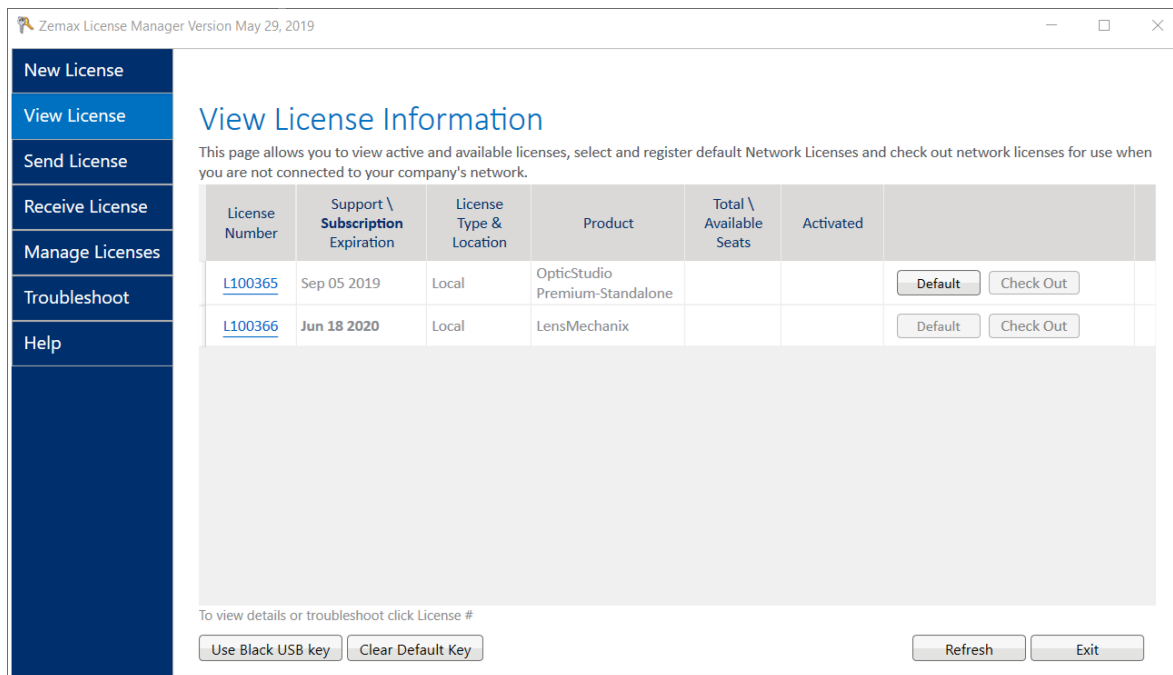 Zemax License Manager Version May 29, 2019
New License
View License
Send License
Receive License
Manage Licenses
Troubleshoot
Help
View License Information
This page allows you to view active and available licenses, select and register default Network Licenses and check out network licenses for use when
you are not connected to your company's network.
License Number
Support \ Subscription Expiration
License Type & Location
Product
Total \ Available Seats
Activated
L100365 Sep 05 2019 Local OpticStudio Premium-Standalone Default Check Out
L100366 Jun 18 2020 Local LensMechanix Default Check Out
To view details or troubleshoot click License #
Use Black USB key Clear Default Key Refresh Exit